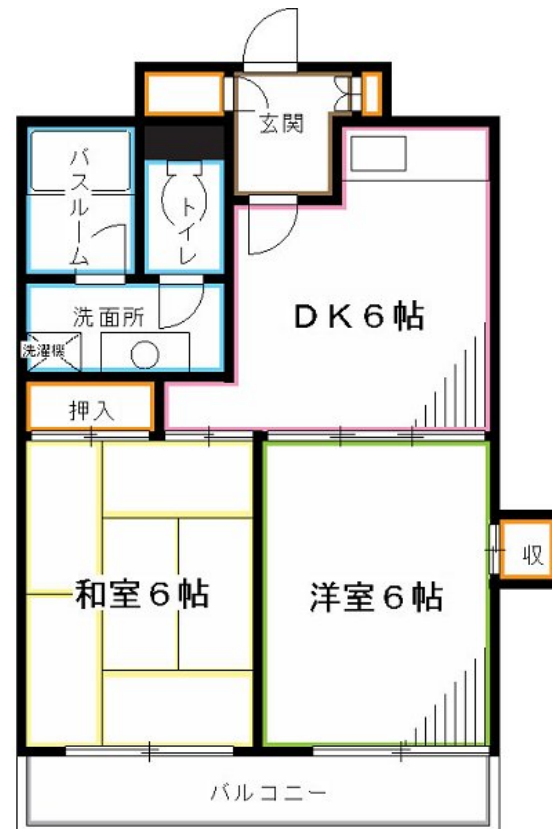 玄関
バスルーム
トイレ
洗面所
DK6帖
洗濯機
押入
収
和室6帖
洋室6帖
バルコニー